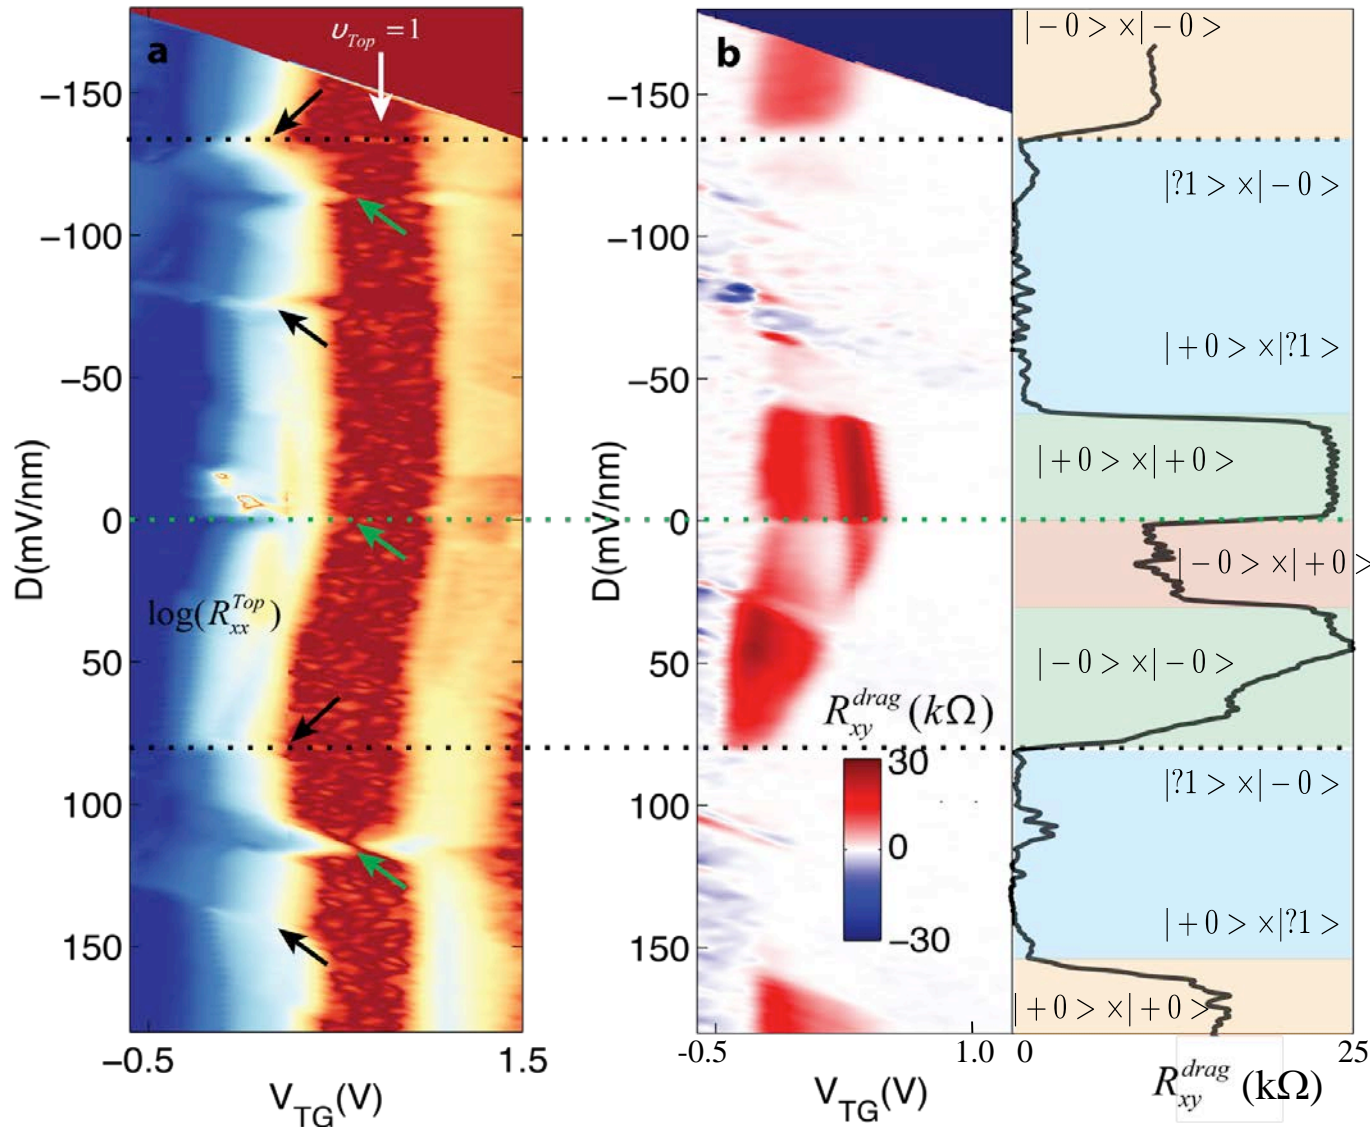 a
υTop = 1
−150
−100
−50
0
50
100
150
D(mV/nm)
log(R_xx^Top)
−0.5
1.5
V_TG(V)
b
−150
−100
−50
0
50
100
150
D(mV/nm)
R_xy^drag (kΩ)
30
0
−30
-0.5
1.0
V_TG(V)
| − 0 > ×| − 0 >
|?1 > ×| − 0 >
| + 0 > ×|?1 >
| + 0 > ×| + 0 >
| − 0 > ×| + 0 >
| − 0 > ×| − 0 >
|?1 > ×| − 0 >
| + 0 > ×|?1 >
| + 0 > ×| + 0 >
0
25
R_xy^drag (kΩ)